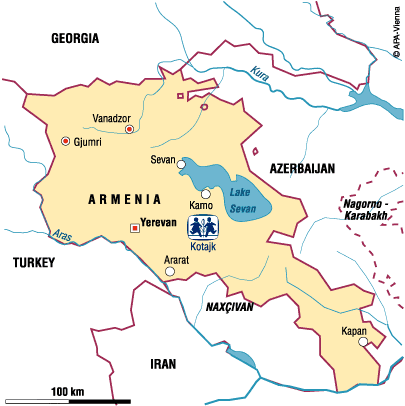 © APA-Vienna
GEORGIA
Kura
Vanadzor
Gjumri
Sevan
AZERBAIJAN
ARMENIA
Kamo
Lake
Sevan
Nagorno -
Karabakh
Yerevan
Aras
Kotajk
TURKEY
Ararat
NAXÇIVAN
Kapan
IRAN
100 km